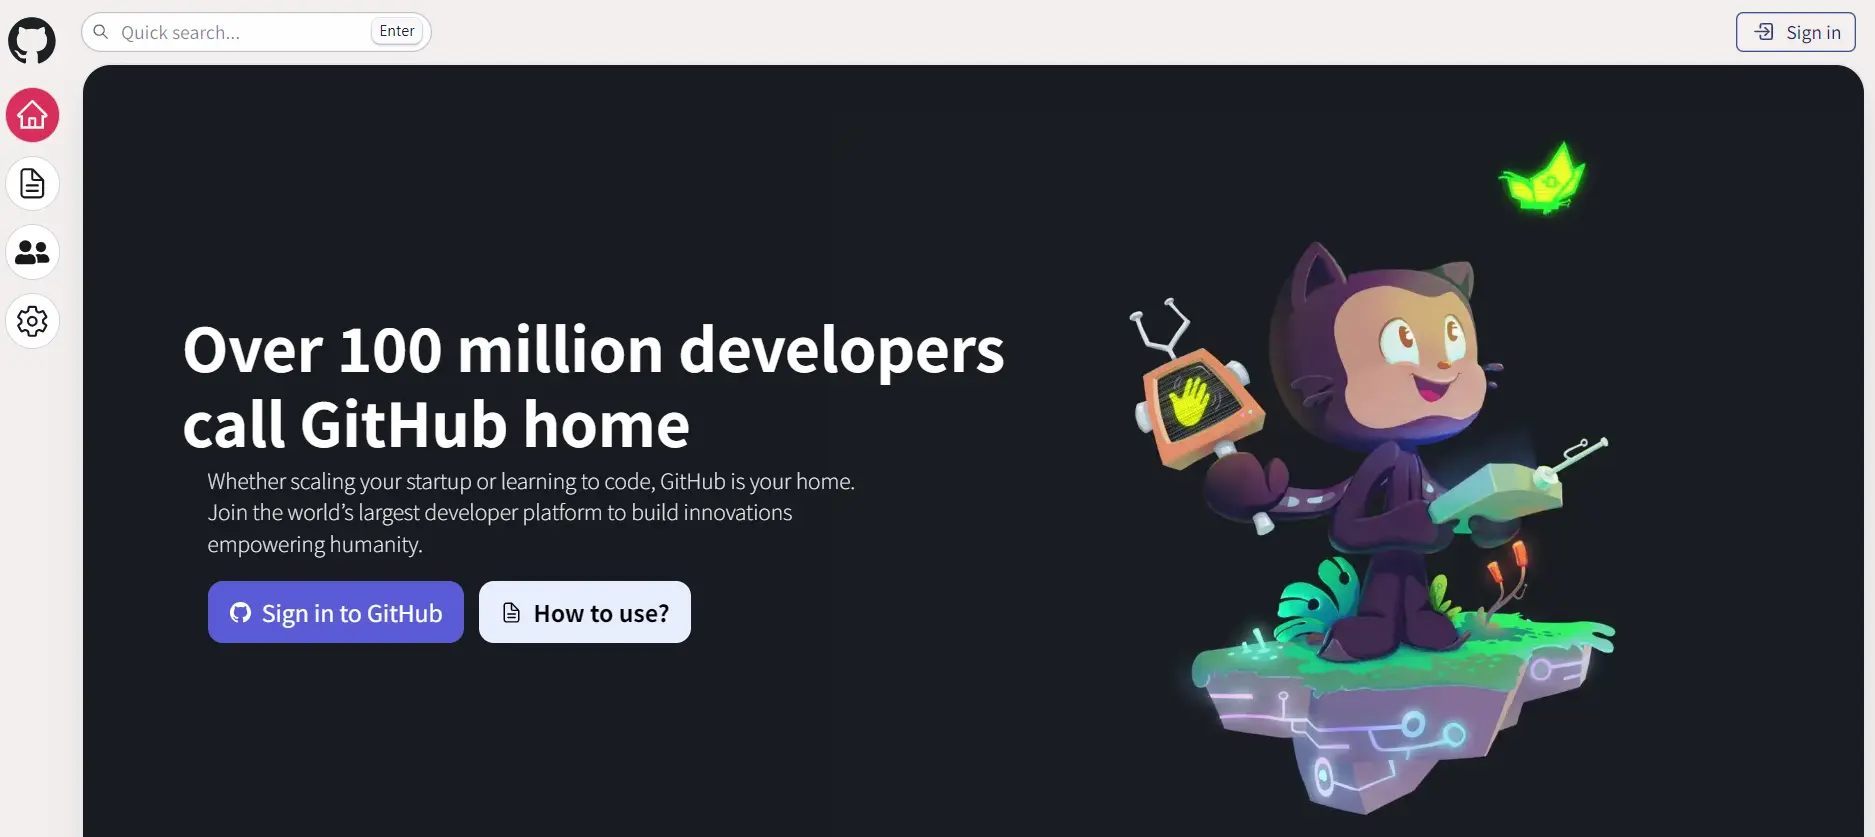 Quick search...
Enter
Sign in
Over 100 million developers
call GitHub home
Whether scaling your startup or learning to code, GitHub is your home.
Join the world’s largest developer platform to build innovations
empowering humanity.
Sign in to GitHub
How to use?